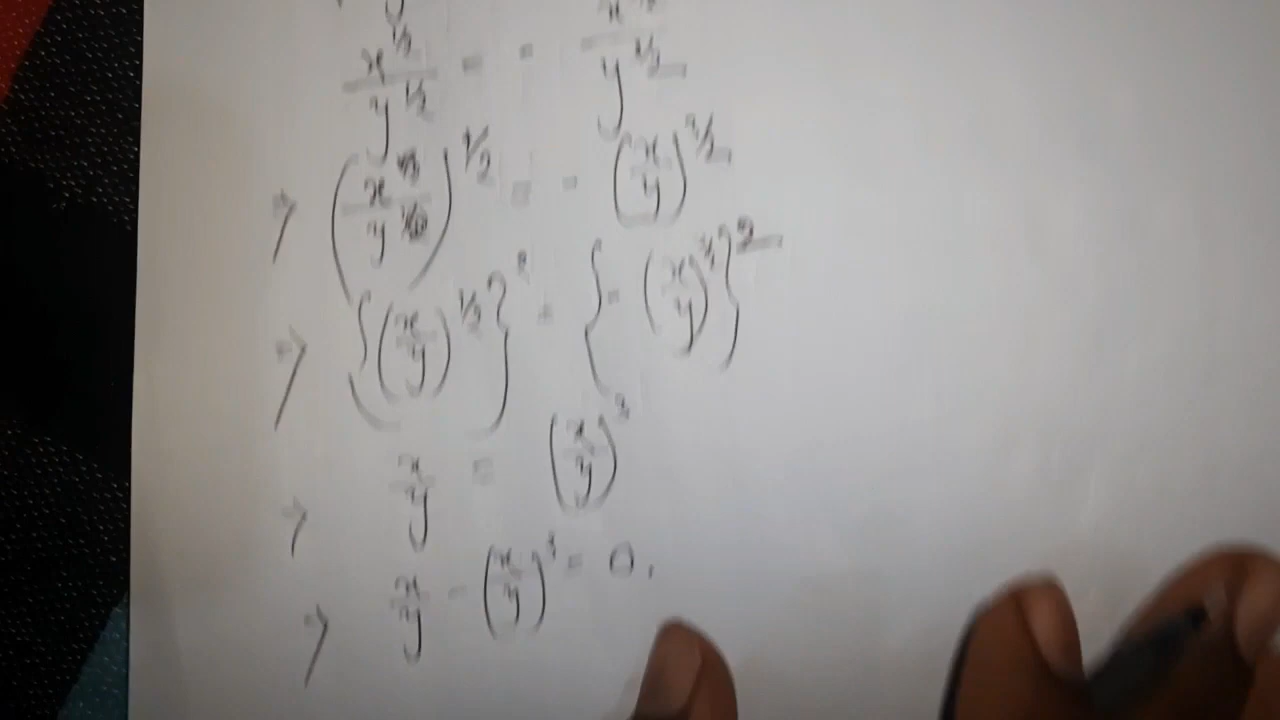 x^{1/2} / y^{1/2} = - x^{3/2} / y^{3/2}
⇒ (x / y)^{1/2} = - (x/y)^{3/2}
⇒ {(x/y)^{1/2}}^2 = {- (x/y)^{3/2}}^2
⇒ x/y = (x/y)^3
⇒ x/y - (x/y)^3 = 0.